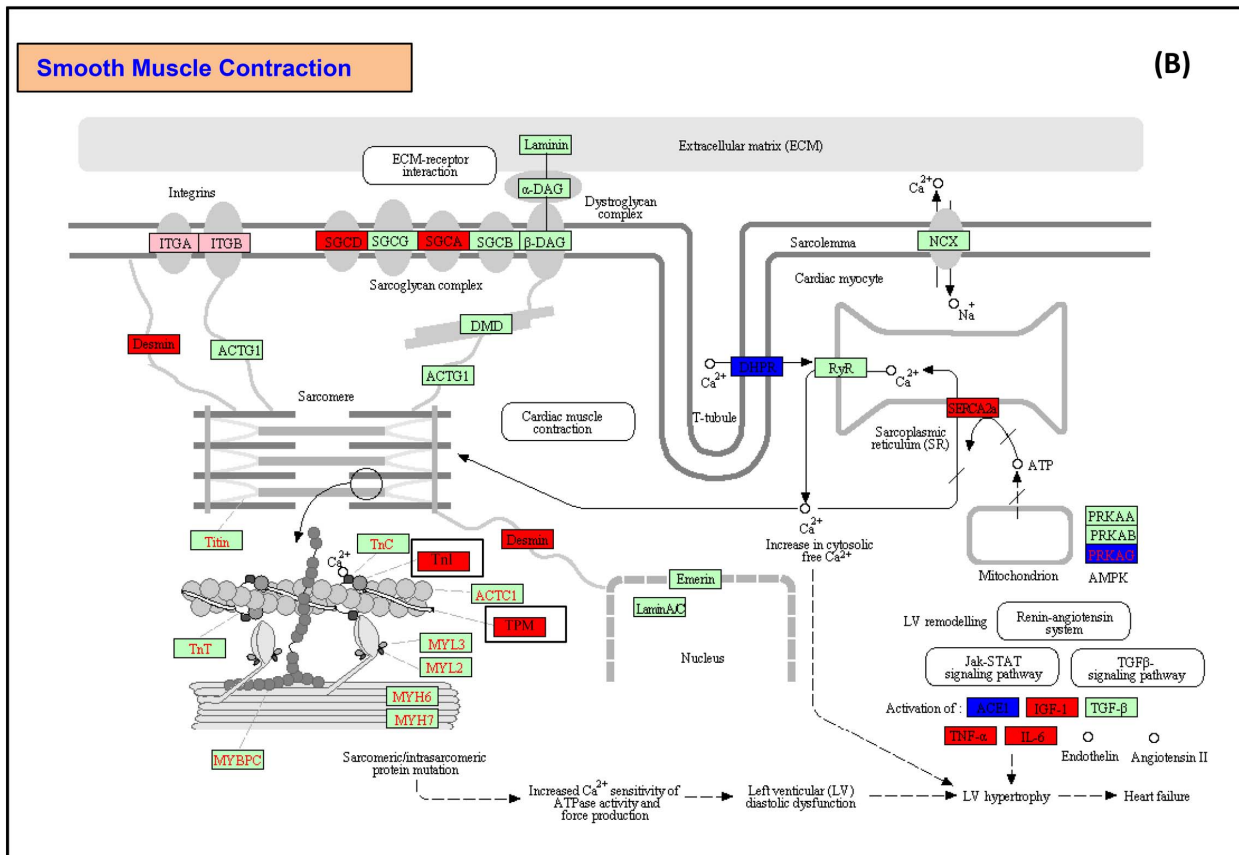 Smooth Muscle Contraction
(B)
Laminin
ECM-receptor
interaction
Extracellular matrix (ECM)
α-DAG
Ca2+
Integrins
Dystroglycan
complex
ITGA
ITGB
SGCD
SGCG
SGCA
SGCB
β-DAG
Sarcolemma
NCX
Sarcoglycan complex
Cardiac myocyte
Na+
DMD
Desmin
ACTG1
ACTG1
Ca2+
DHPR
RyR
Ca2+
Sarcomere
SERCA2a
T-tubule
Cardiac muscle
contraction
Sarcoplasmic
reticulum (SR)
ATP
Titin
TnC
TnI
Ca2+
Desmin
Ca2+
Increase in cytosolic
free Ca2+
PRKAA
PRKAB
PRKAG
Mitochondrion
AMPK
Emerin
ACTC1
LaminA/C
TPM
TnT
MYL3
MYL2
Nucleus
LV remodelling
Renin-angiotensin
system
Jak-STAT
signaling pathway
TGFβ-
signaling pathway
MYH6
MYH7
Activation of :
ACE1
IGF-1
TGF-β
TNF-α
IL-6
Endothelin
Angiotensin II
MYBPC
Sarcomeric/intrasarcomeric
protein mutation
Increased Ca2+ sensitivity of
ATPase activity and
force production
Left venticular (LV)
diastolic dysfunction
LV hypertrophy
Heart failure